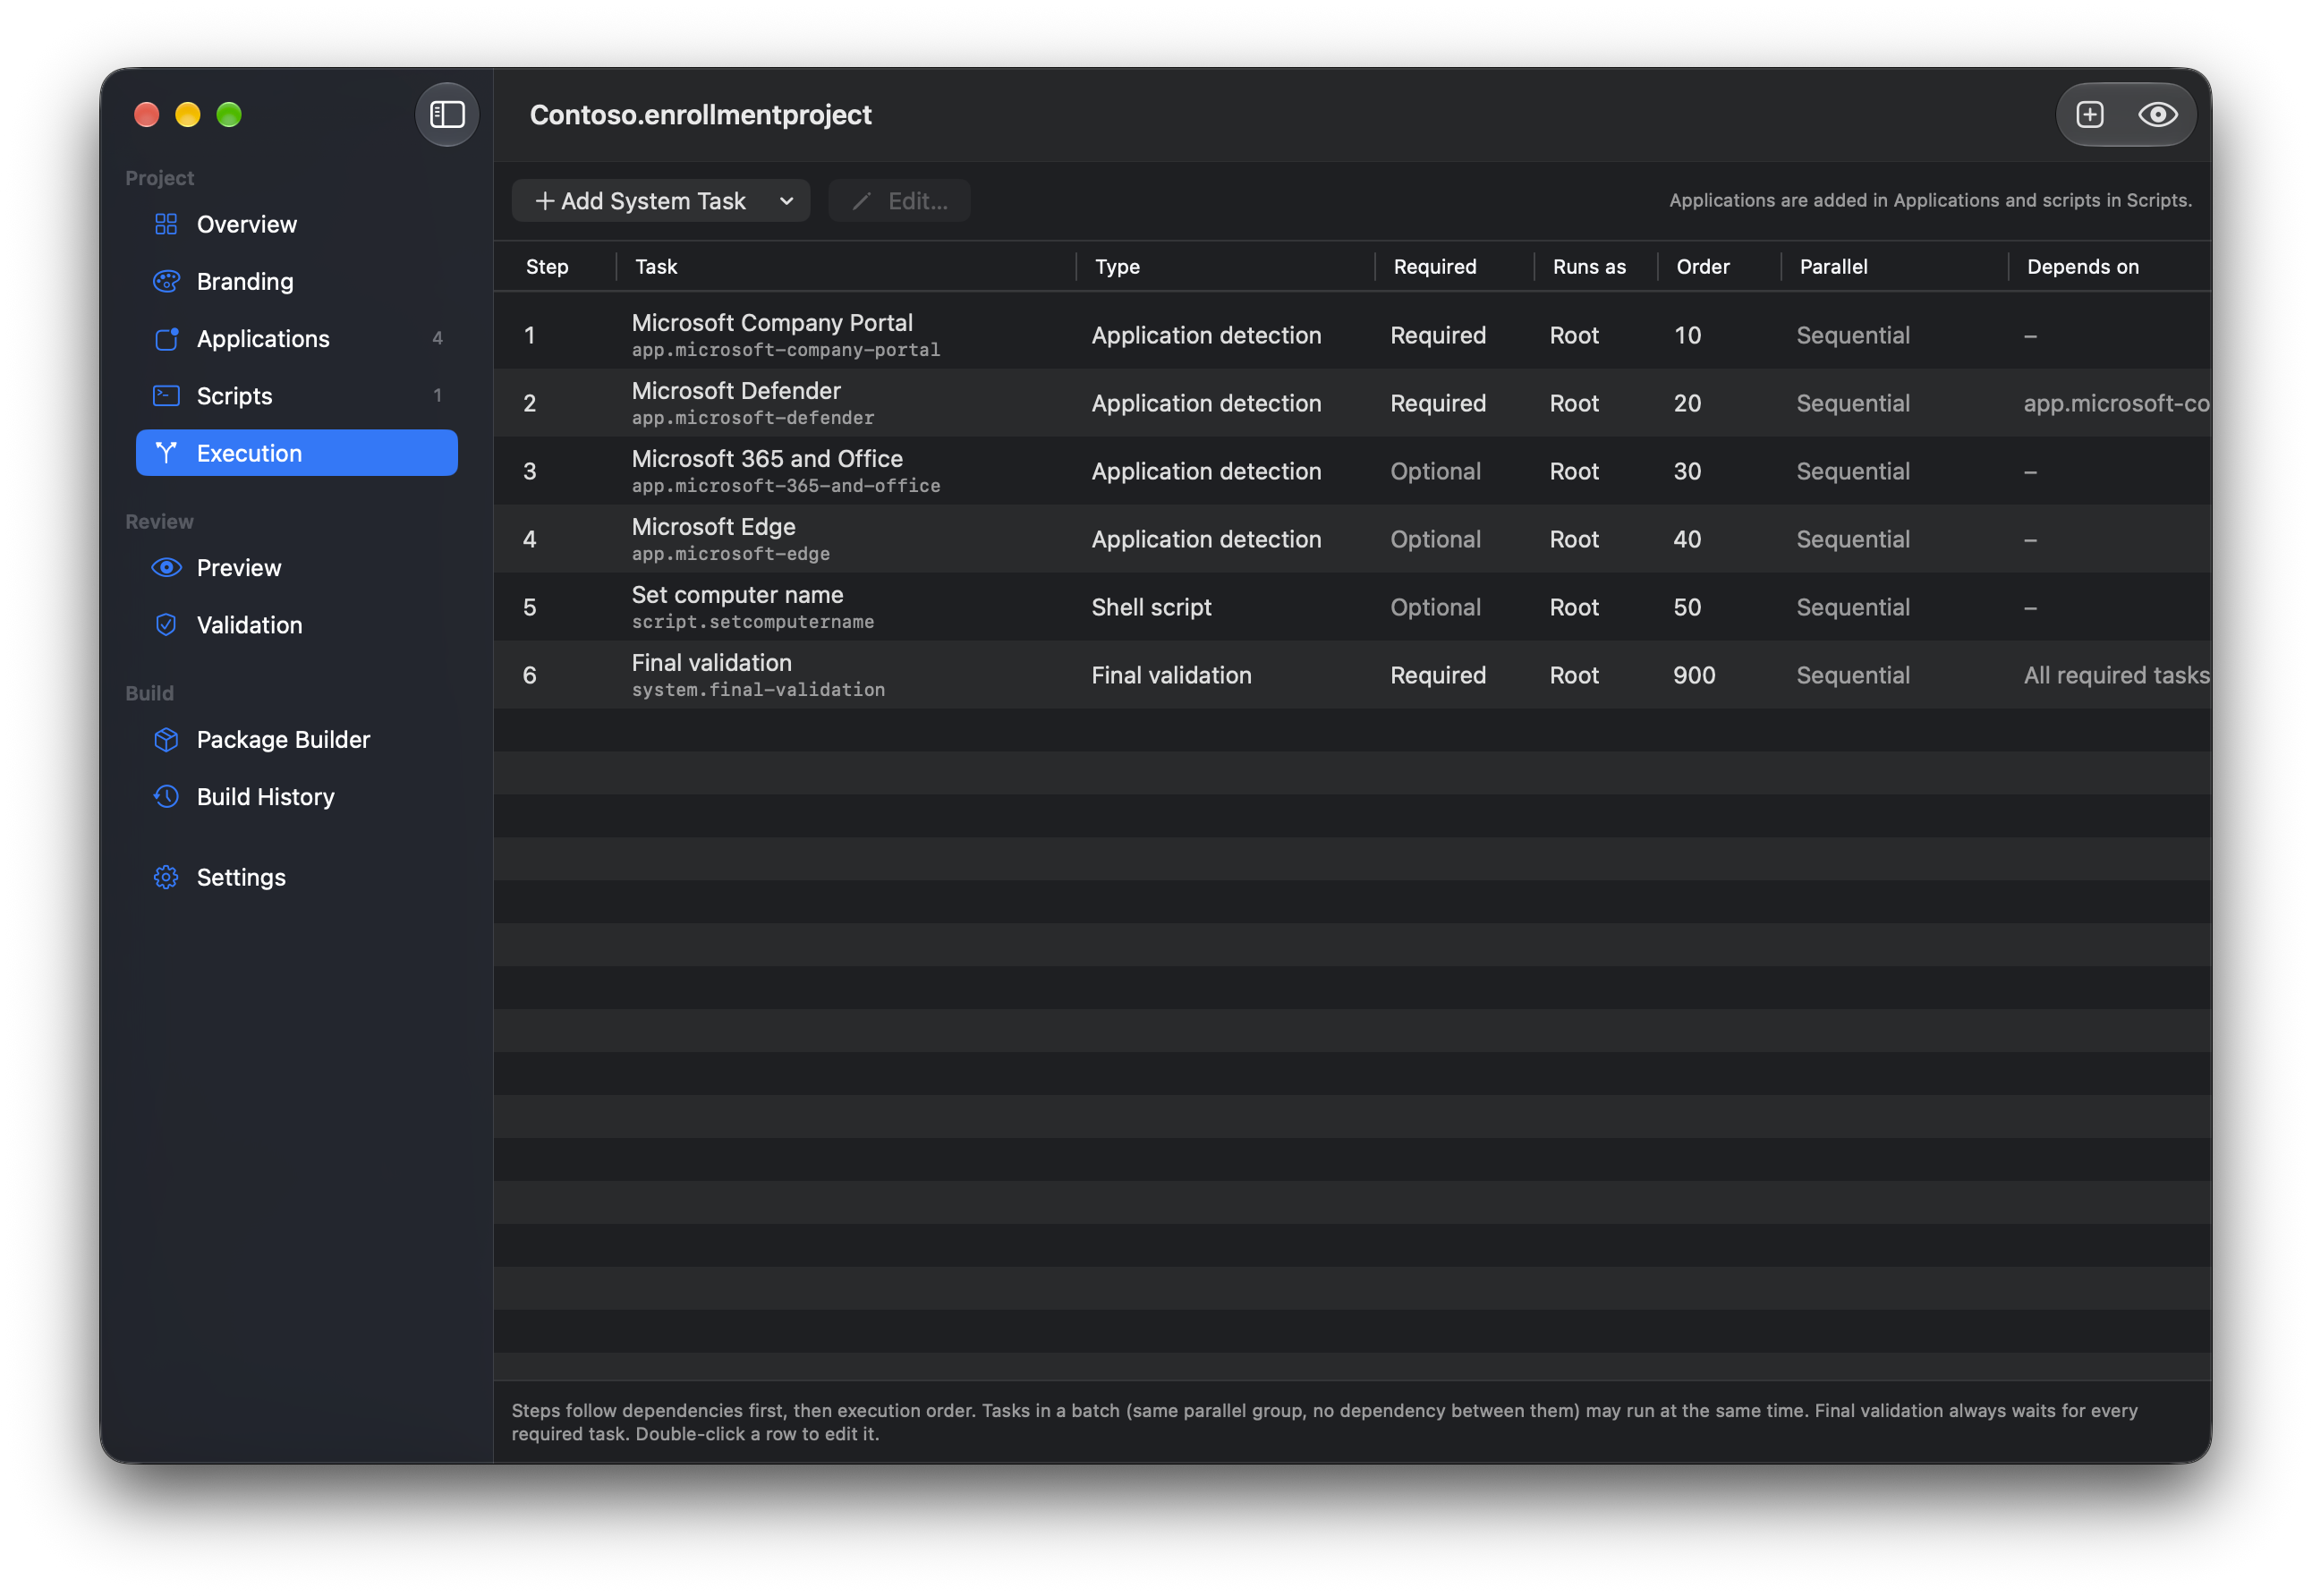 Contoso.enrollmentproject
Project
Overview
Branding
Applications 4
Scripts 1
Execution
Review
Preview
Validation
Build
Package Builder
Build History
Settings
+ Add System Task
Edit...
Applications are added in Applications and scripts in Scripts.
Step Task Type Required Runs as Order Parallel Depends on
1 Microsoft Company Portal Application detection Required Root 10 Sequential –
app.microsoft-company-portal
2 Microsoft Defender Application detection Required Root 20 Sequential app.microsoft-co
app.microsoft-defender
3 Microsoft 365 and Office Application detection Optional Root 30 Sequential –
app.microsoft-365-and-office
4 Microsoft Edge Application detection Optional Root 40 Sequential –
app.microsoft-edge
5 Set computer name Shell script Optional Root 50 Sequential –
script.setcomputername
6 Final validation Final validation Required Root 900 Sequential All required tasks
system.final-validation
Steps follow dependencies first, then execution order. Tasks in a batch (same parallel group, no dependency between them) may run at the same time. Final validation always waits for every
required task. Double-click a row to edit it.